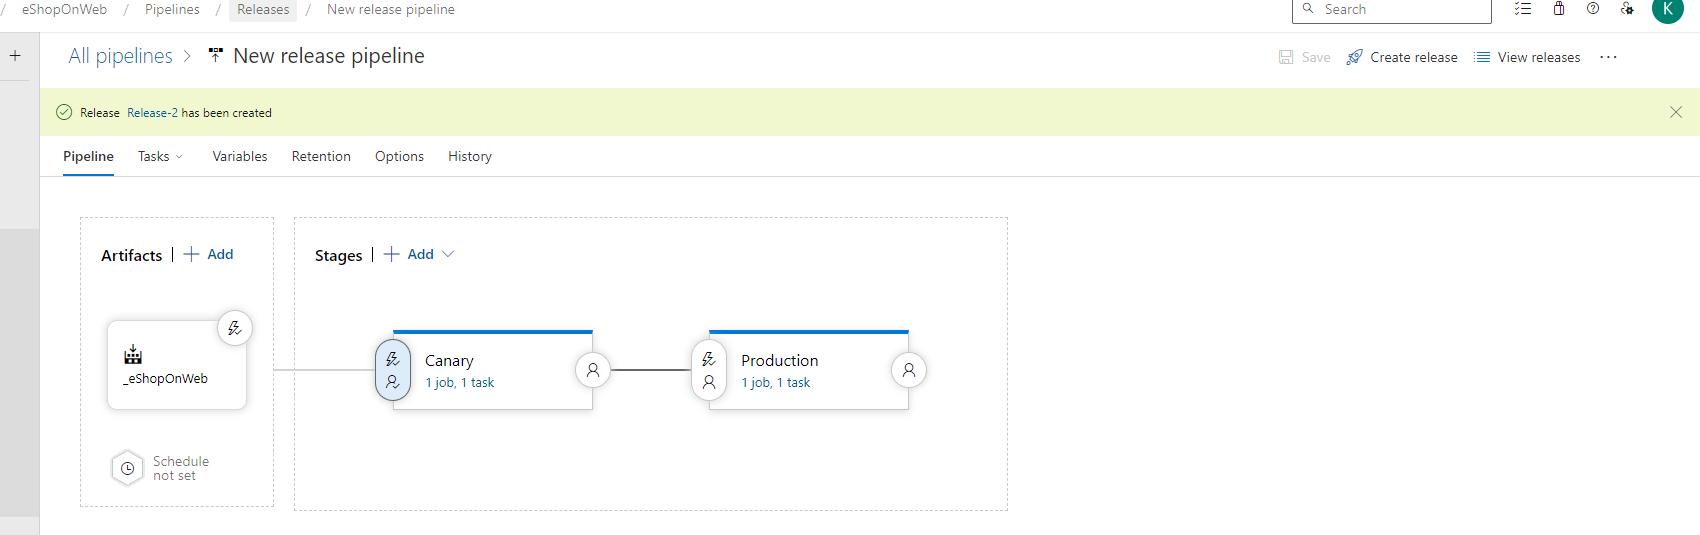 / eShopOnWeb / Pipelines / Releases / New release pipeline
Search
K
+
All pipelines > New release pipeline
Save Create release View releases ...
Release Release-2 has been created
Pipeline Tasks Variables Retention Options History
Artifacts | + Add
Stages | + Add
_eShopOnWeb
Canary
1 job, 1 task
Production
1 job, 1 task
Schedule
not set